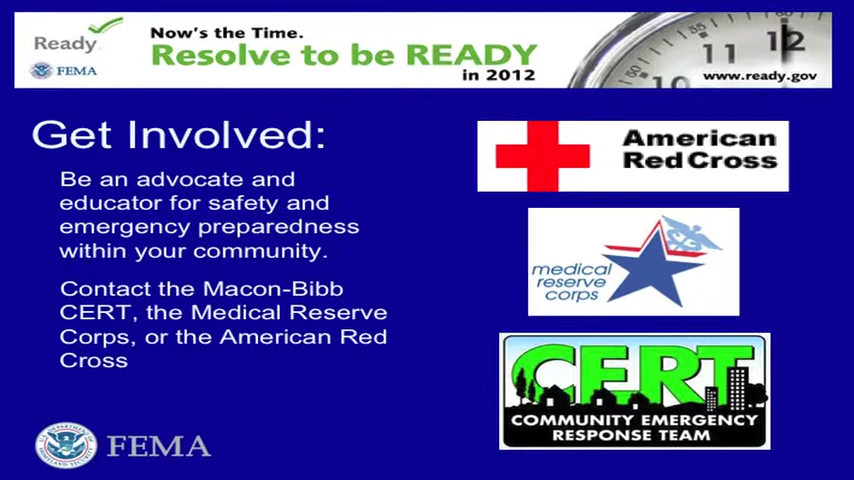 Ready
FEMA
Now's the Time.
Resolve to be READY
in 2012
55
50
10
11
12
www.ready.gov
Get Involved:
Be an advocate and
educator for safety and
emergency preparedness
within your community.
Contact the Macon-Bibb
CERT, the Medical Reserve
Corps, or the American Red
Cross
American
Red Cross
medical
reserve
corps
CERT
COMMUNITY EMERGENCY
RESPONSE TEAM
FEMA